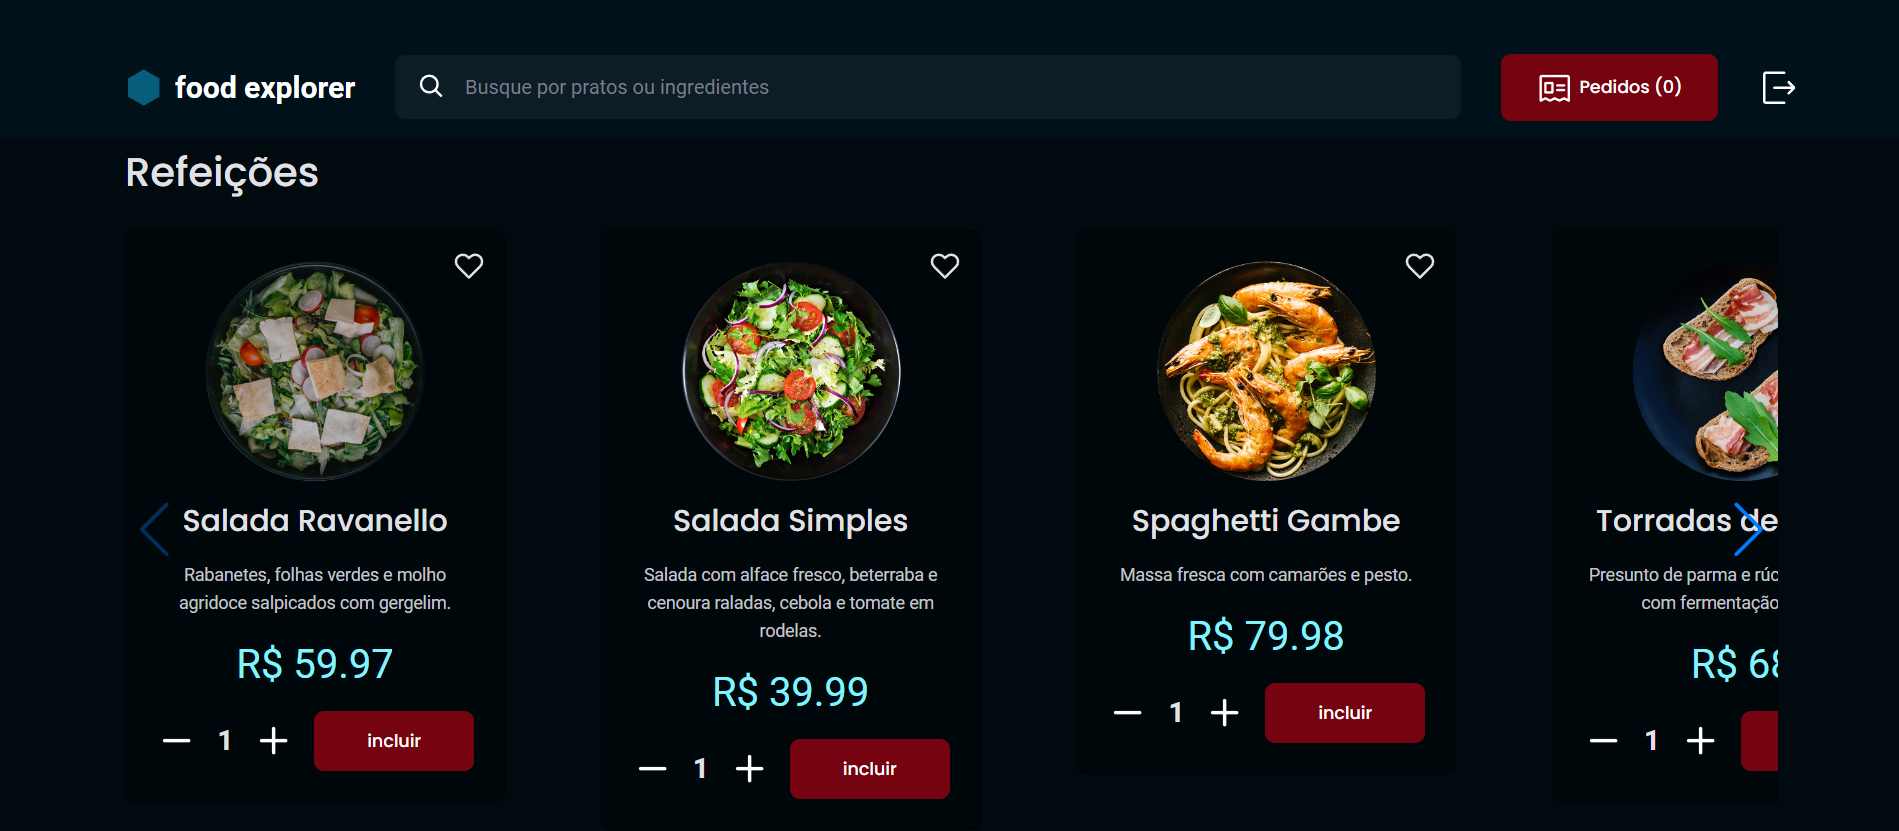 food explorer
Busque por pratos ou ingredientes
Pedidos (0)
Refeições
Salada Ravanello
Rabanetes, folhas verdes e molho
agridoce salpicados com gergelim.
R$ 59.97
1
incluir
Salada Simples
Salada com alface fresco, beterraba e
cenoura raladas, cebola e tomate em
rodelas.
R$ 39.99
1
incluir
Spaghetti Gambe
Massa fresca com camarões e pesto.
R$ 79.98
1
incluir
Torradas de
Presunto de parma e
com fermentação
R$ 68
1